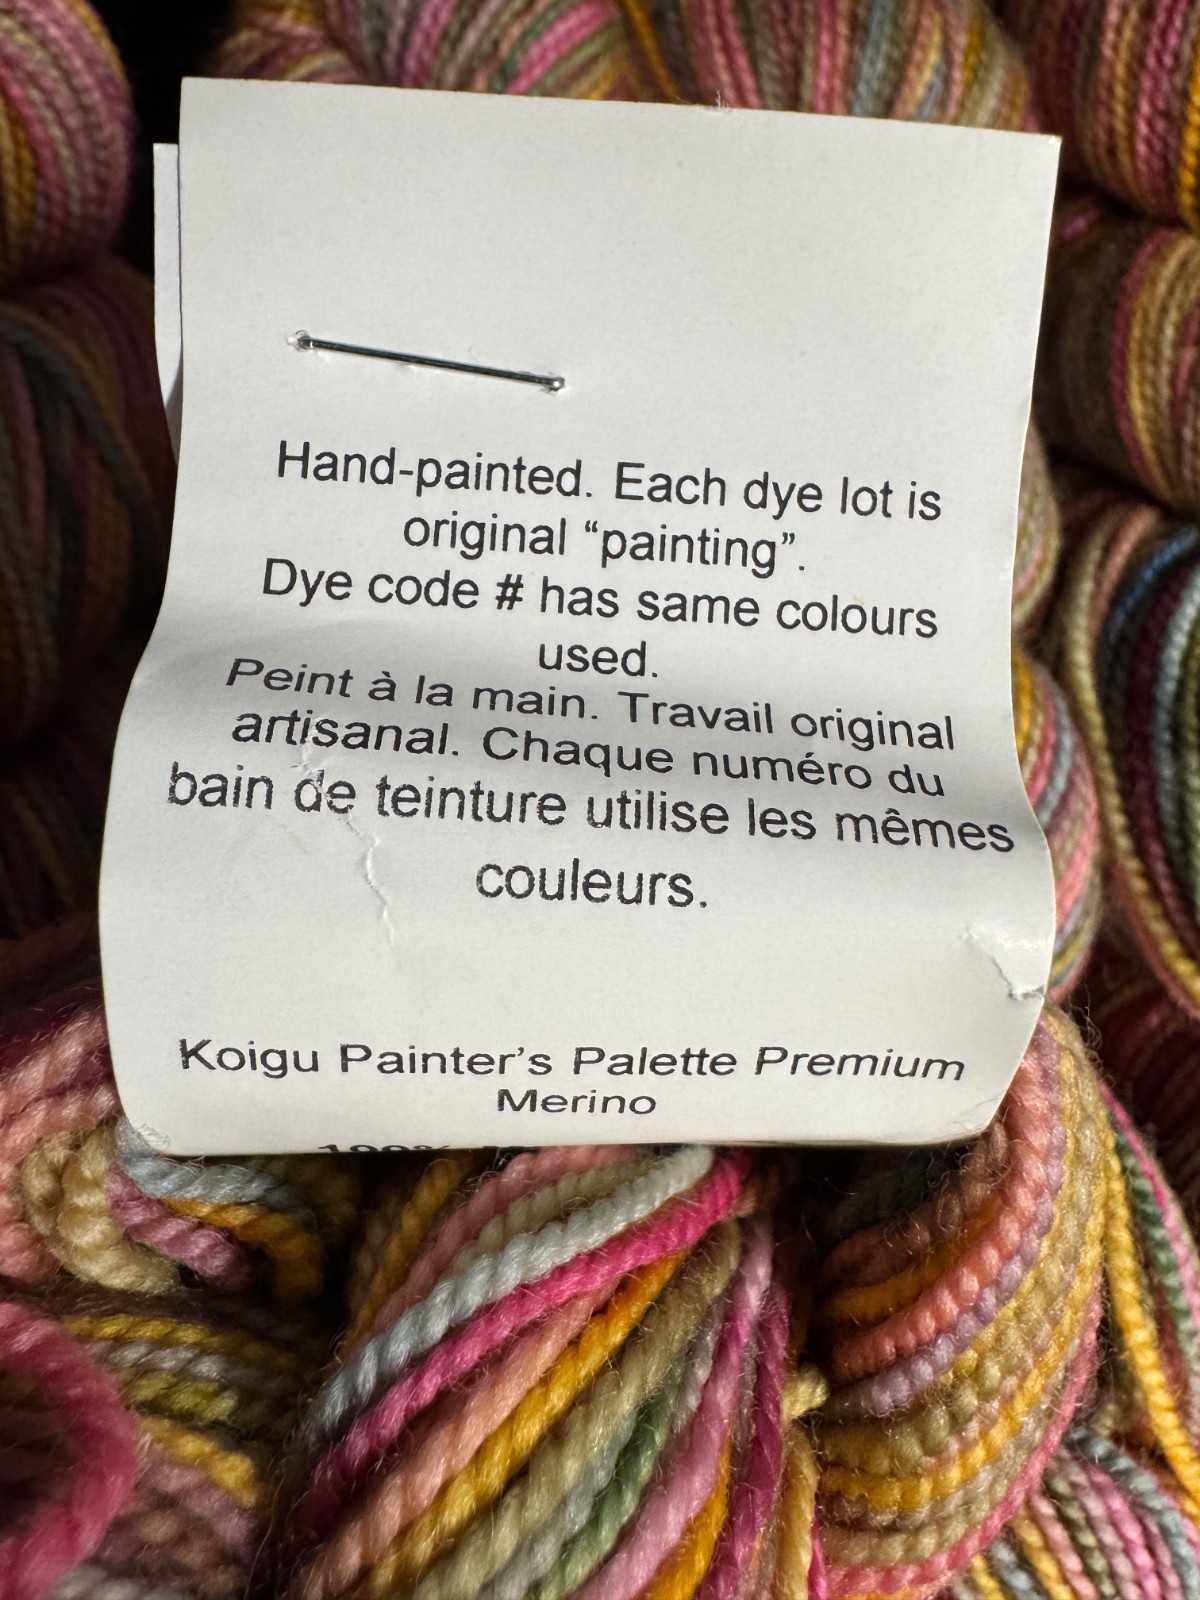 Hand-painted. Each dye lot is
original “painting”.
Dye code # has same colours
used.
Peint à la main. Travail original
artisanal. Chaque numéro du
bain de teinture utilise les mêmes
couleurs.
Koigu Painter’s Palette Premium
Merino